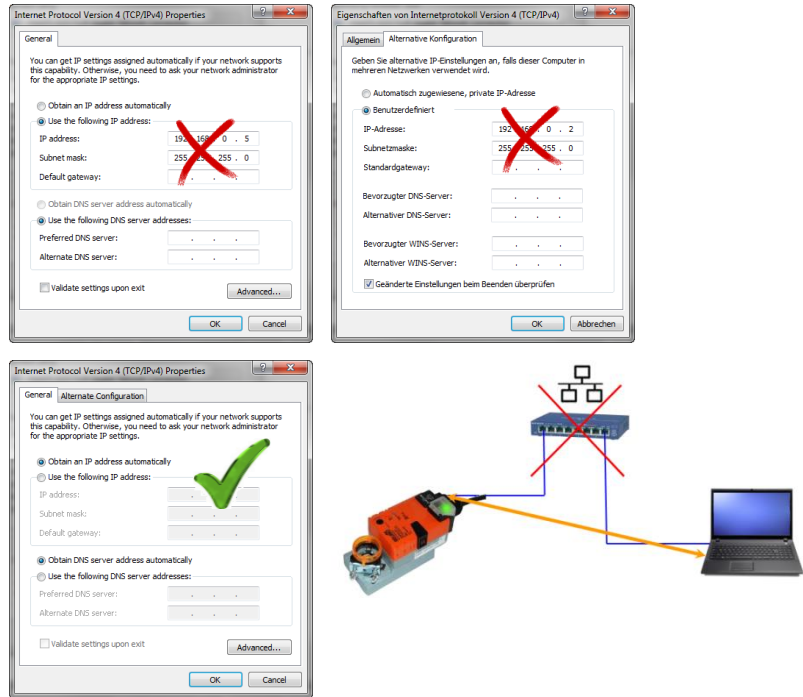 Internet Protocol Version 4 (TCP/IPv4) Properties
General
You can get IP settings assigned automatically if your network supports
this capability. Otherwise, you need to ask your network administrator
for the appropriate IP settings.
Obtain an IP address automatically
Use the following IP address:
IP address: 192 . 168 . 0 . 5
Subnet mask: 255 . 255 . 255 . 0
Default gateway: . . .
Obtain DNS server address automatically
Use the following DNS server addresses:
Preferred DNS server: . . .
Alternate DNS server: . . .
Validate settings upon exit
Advanced...
OK Cancel
Eigenschaften von Internetprotokoll Version 4 (TCP/IPv4)
Allgemein Alternative Konfiguration
Geben Sie alternative IP-Einstellungen an, falls dieser Computer in
mehreren Netzwerken verwendet wird.
Automatisch zugewiesene, private IP-Adresse
Benutzerdefiniert
IP-Adresse: 192 . 168 . 0 . 2
Subnetzmaske: 255 . 255 . 255 . 0
Standardgateway: . . .
Bevorzugter DNS-Server: . . .
Alternativer DNS-Server: . . .
Bevorzugter WINS-Server: . . .
Alternativer WINS-Server: . . .
Geänderte Einstellungen beim Beenden überprüfen
OK Abbrechen
Internet Protocol Version 4 (TCP/IPv4) Properties
General Alternate Configuration
You can get IP settings assigned automatically if your network supports
this capability. Otherwise, you need to ask your network administrator
for the appropriate IP settings.
Obtain an IP address automatically
Use the following IP address:
IP address: . . .
Subnet mask: . . .
Default gateway: . . .
Obtain DNS server address automatically
Use the following DNS server addresses:
Preferred DNS server: . . .
Alternate DNS server: . . .
Validate settings upon exit
Advanced...
OK Cancel